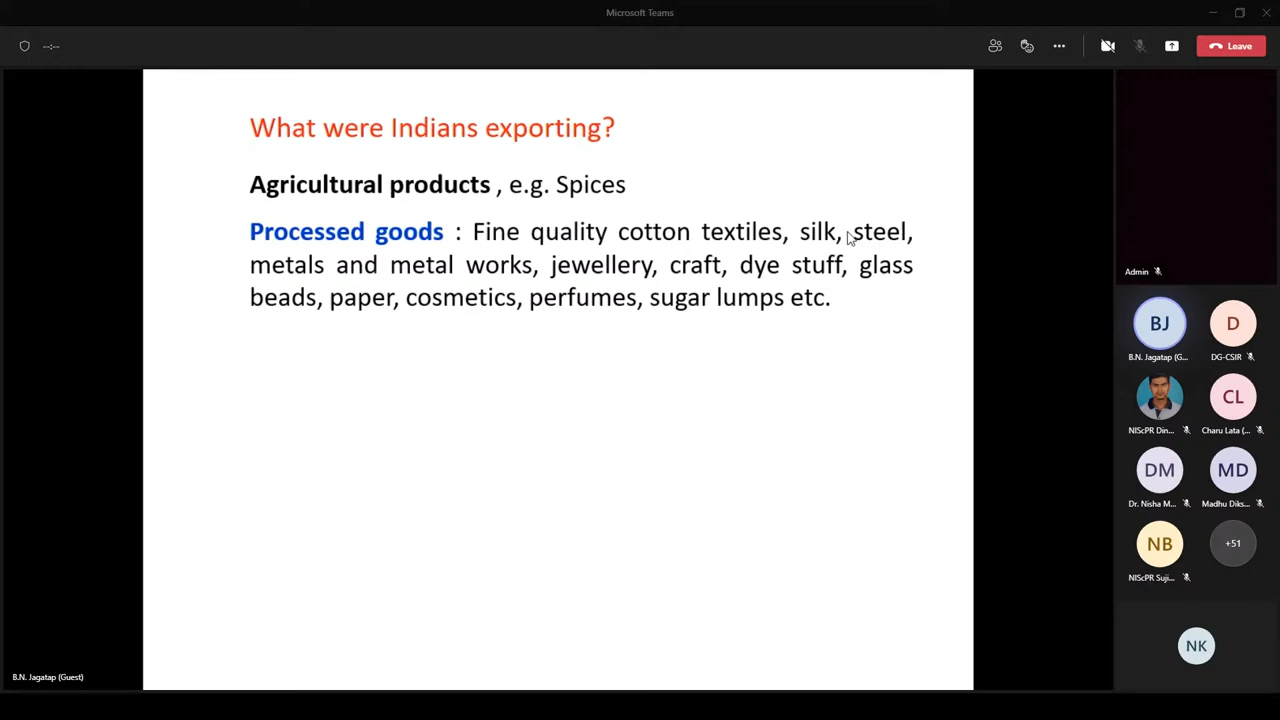 Microsoft Teams
--:--
Leave
What were Indians exporting?
Agricultural products , e.g. Spices
Processed goods : Fine quality cotton textiles, silk, steel,
metals and metal works, jewellery, craft, dye stuff, glass
beads, paper, cosmetics, perfumes, sugar lumps etc.
Admin
BJ
D
B.N. Jagatap (G...
DG-CSIR
CL
NIScPR Din...
Charu Lata (...
DM
MD
Dr. Nisha M...
Madhu Diks...
NB
+51
NIScPR Suji...
NK
B.N. Jagatap (Guest)